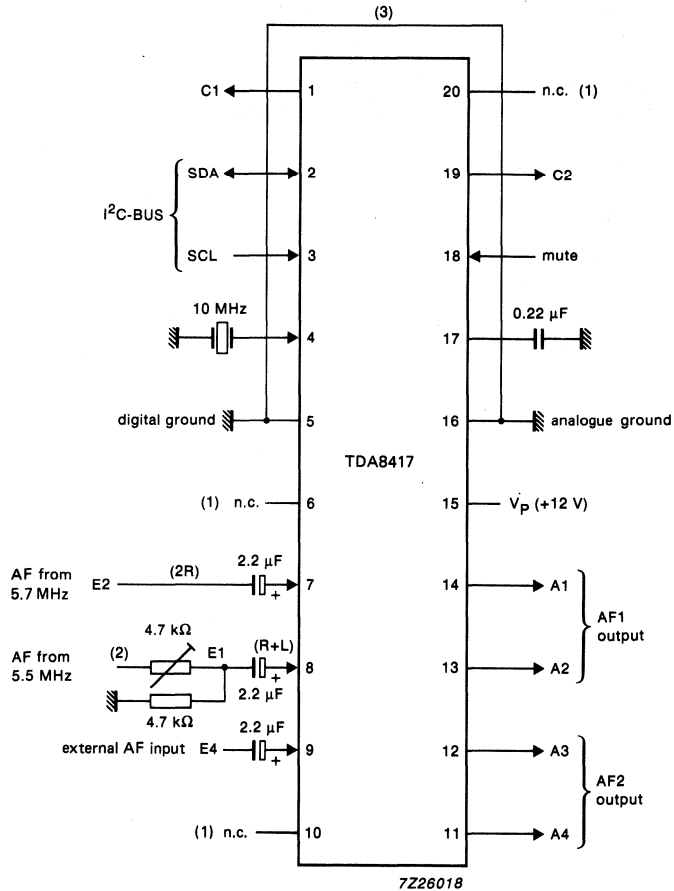 (3)
C1 1 20 n.c. (1)
SDA 2 19 C2
I²C-BUS
SCL 3 18 mute
10 MHz 0.22 μF
4 17
digital ground 5 16 analogue ground
TDA8417
(1) n.c. 6 15 Vp (+12 V)
AF from
5.7 MHz
E2 (2R) 2.2 μF + 7 14 A1
AF1
output
AF from
5.5 MHz
(2) 4.7 kΩ E1 (R+L) + 8 13 A2
4.7 kΩ 2.2 μF
external AF input E4 2.2 μF + 9 12 A3
AF2
output
(1) n.c. 10 11 A4
7Z26018